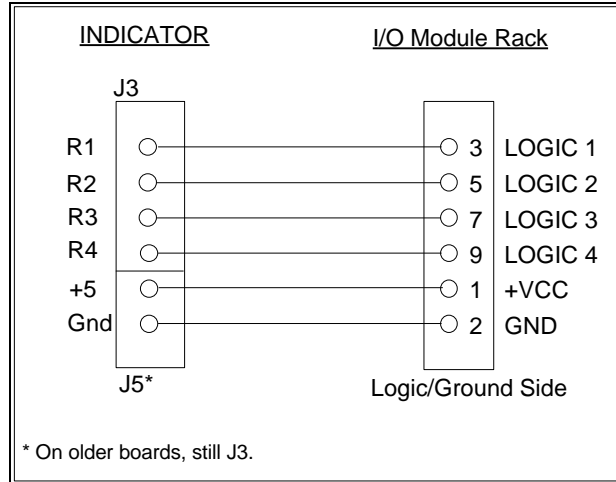 INDICATOR I/O Module Rack
J3
R1 3 LOGIC 1
R2 5 LOGIC 2
R3 7 LOGIC 3
R4 9 LOGIC 4
+5 1 +VCC
Gnd 2 GND
J5* Logic/Ground Side
* On older boards, still J3.